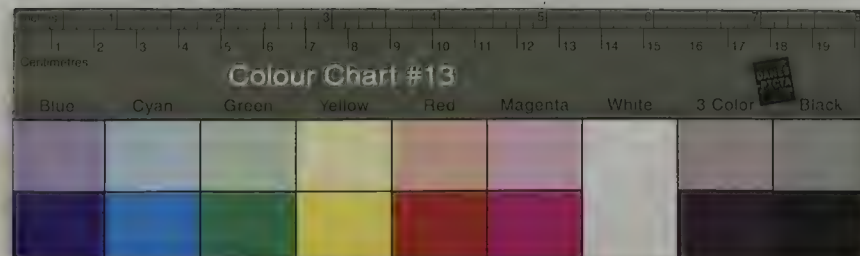 1 2 3 4 5 6 7
1 2 3 4 5 6 7 8 9 10 11 12 13 14 15 16 17 18 19
Centimetres
Colour Chart #13
DANES
PICTA
Blue Cyan Green Yellow Red Magenta White 3 Color Black